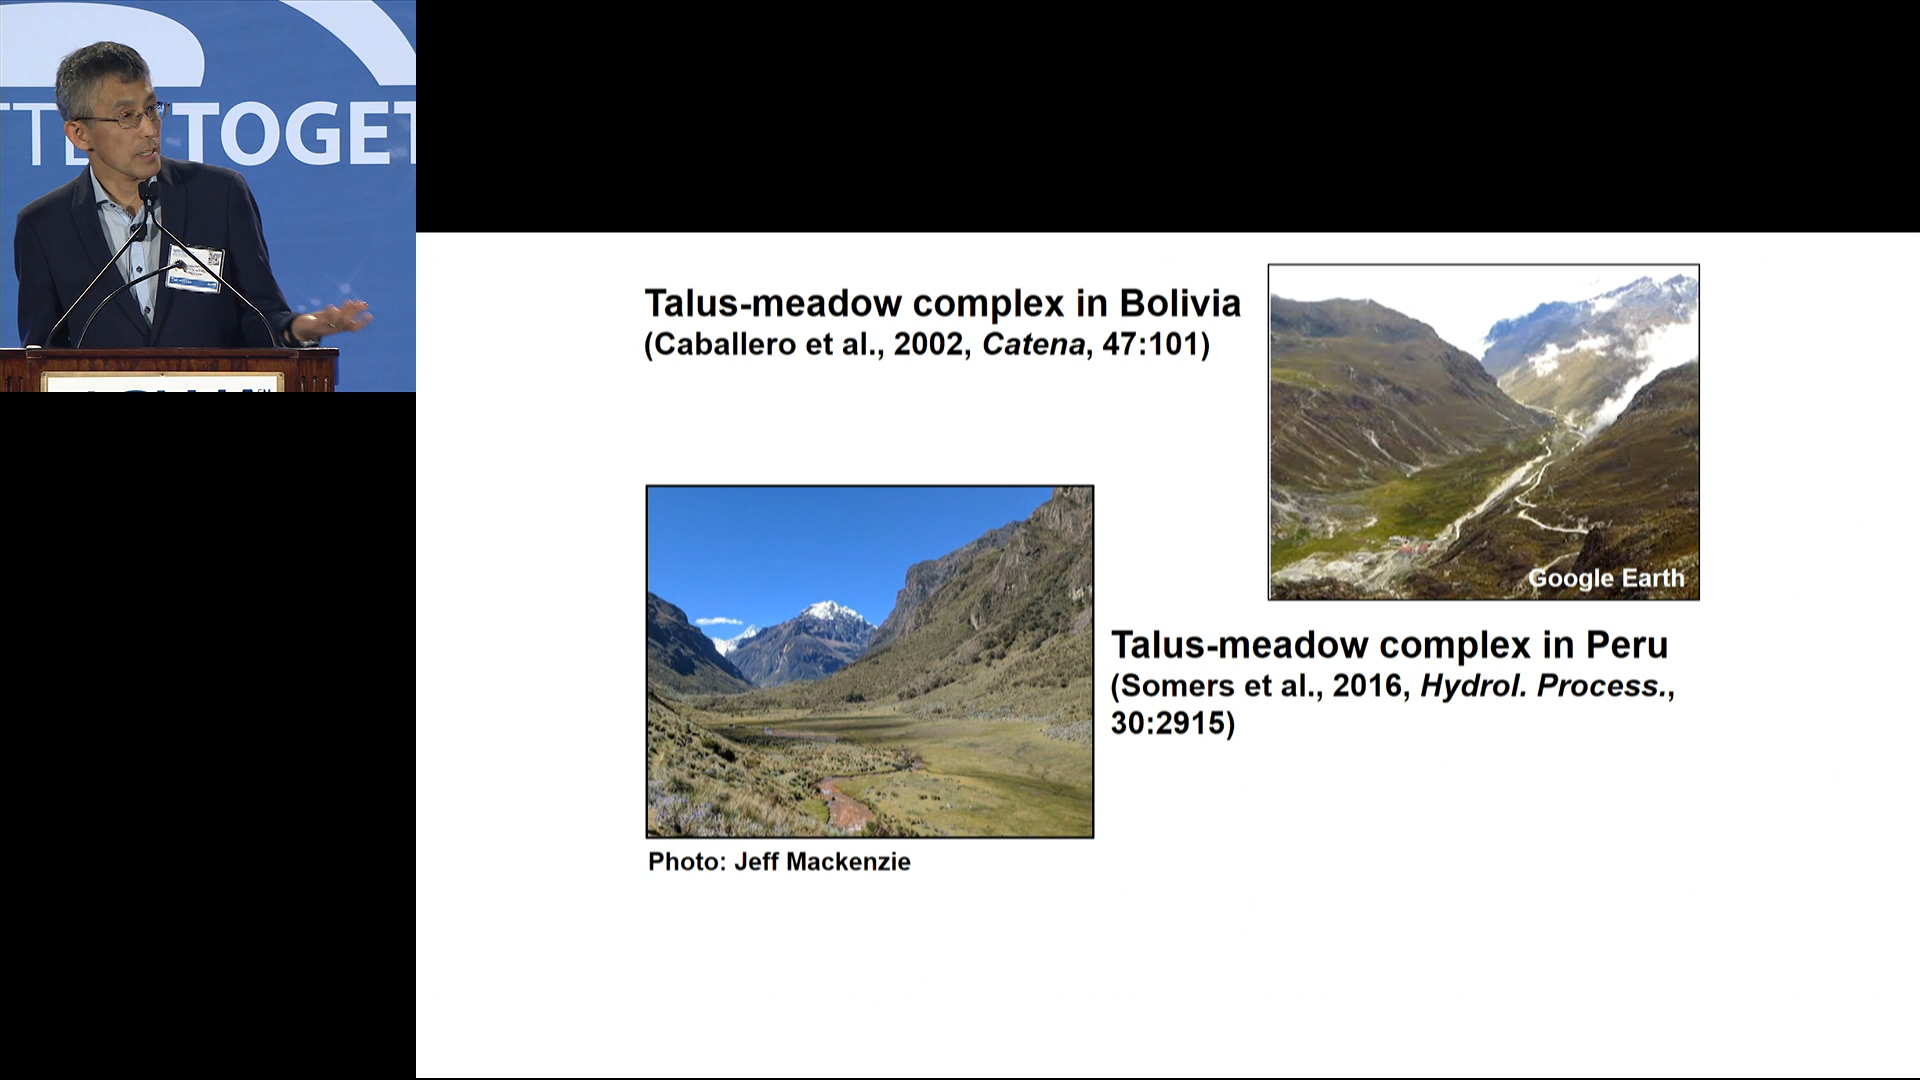 TOGET
Talus-meadow complex in Bolivia
(Caballero et al., 2002, Catena, 47:101)
Google Earth
Talus-meadow complex in Peru
(Somers et al., 2016, Hydrol. Process.,
30:2915)
Photo: Jeff Mackenzie